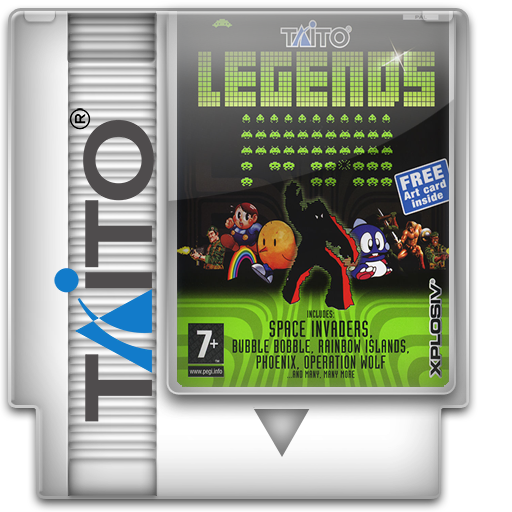 TAITO®
TAITO®
LEGENDS
FREE
Art card
inside
INCLUDES:
SPACE INVADERS,
BUBBLE BOBBLE, RAINBOW ISLANDS,
PHOENIX, OPERATION WOLF
...AND MANY, MANY MORE
7+
™
www.pegi.info
XPLOSIV